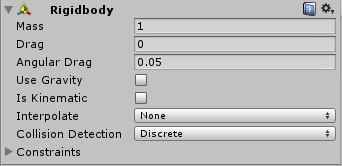 Rigidbody
Mass 1
Drag 0
Angular Drag 0.05
Use Gravity
Is Kinematic
Interpolate None
Collision Detection Discrete
Constraints